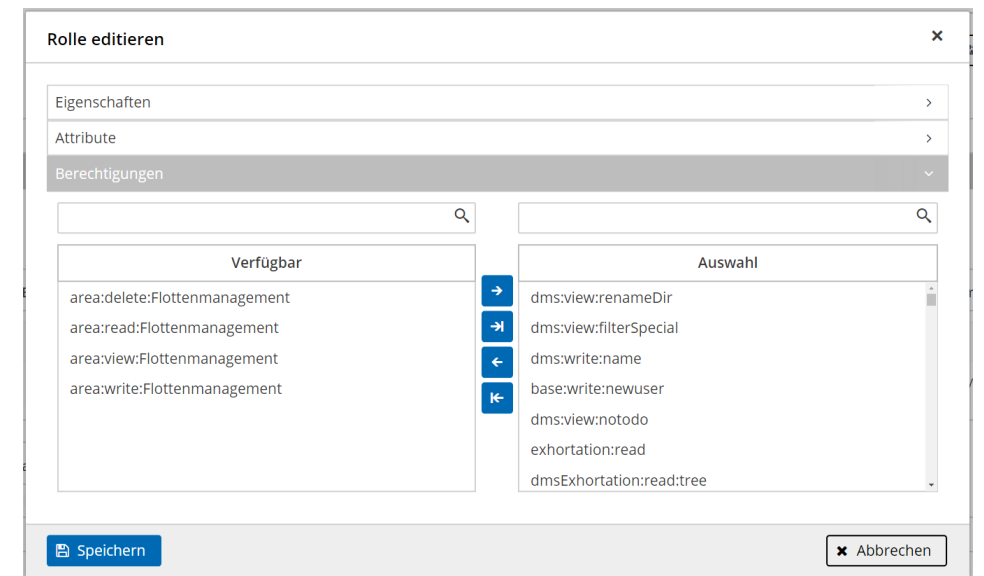 Rolle editieren
Eigenschaften
Attribute
Berechtigungen
Verfügbar
area:delete:Flottenmanagement
area:read:Flottenmanagement
area:view:Flottenmanagement
area:write:Flottenmanagement
Auswahl
dms:view:renameDir
dms:view:filterSpecial
dms:write:name
base:write:newuser
dms:view:notodo
exhortation:read
dmsExhortation:read:tree
Speichern
Abbrechen